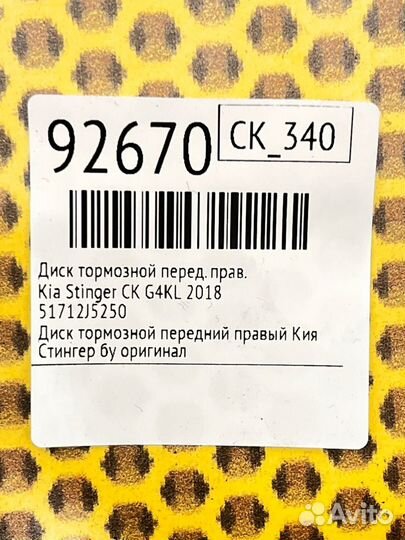 92670
CK_340
Диск тормозной перед. прав.
Kia Stinger CK G4KL 2018
51712J5250
Диск тормозной передний правый Кия
Стингер бу оригинал
Avito